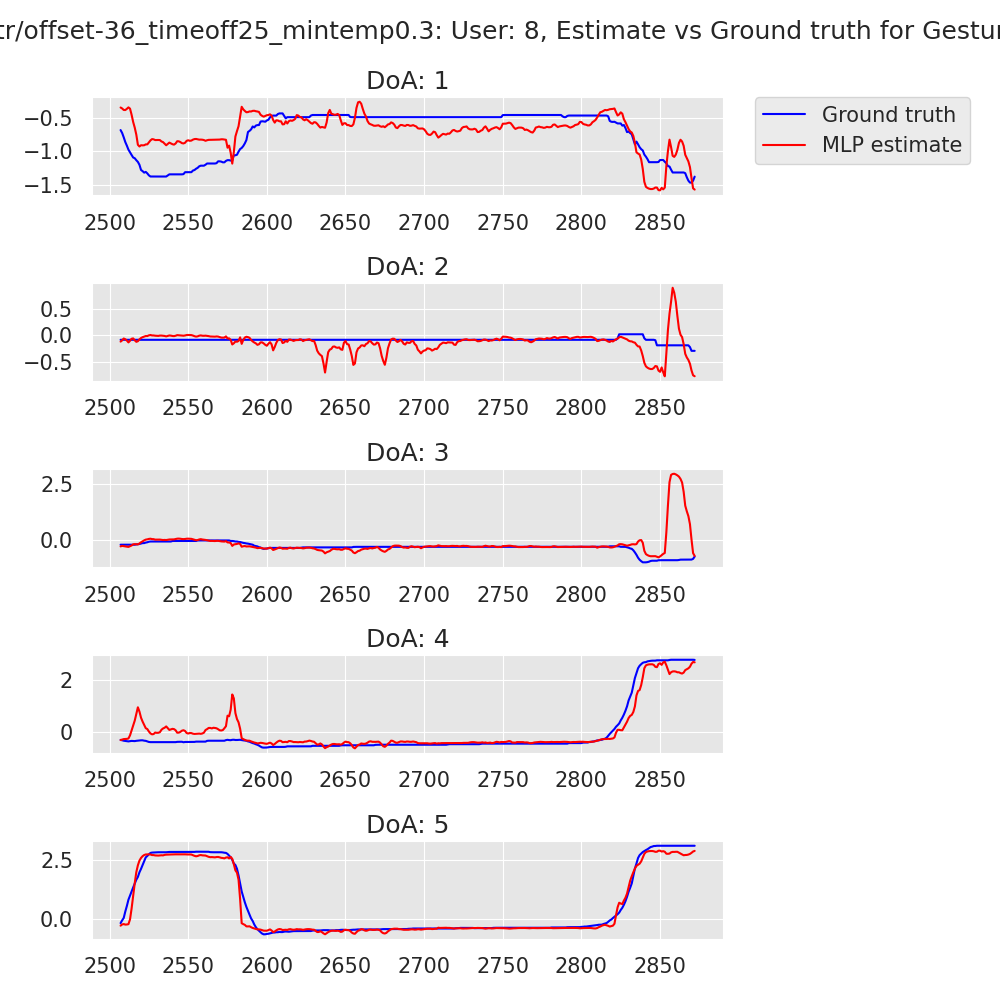 tr/offset-36_timeoff25_mintemp0.3: User: 8, Estimate vs Ground truth for Gestur
DoA: 1
Ground truth
MLP estimate
−0.5
−1.0
−1.5
2500 2550 2600 2650 2700 2750 2800 2850
DoA: 2
0.5
0.0
−0.5
2500 2550 2600 2650 2700 2750 2800 2850
DoA: 3
2.5
0.0
2500 2550 2600 2650 2700 2750 2800 2850
DoA: 4
2
0
2500 2550 2600 2650 2700 2750 2800 2850
DoA: 5
2.5
0.0
2500 2550 2600 2650 2700 2750 2800 2850